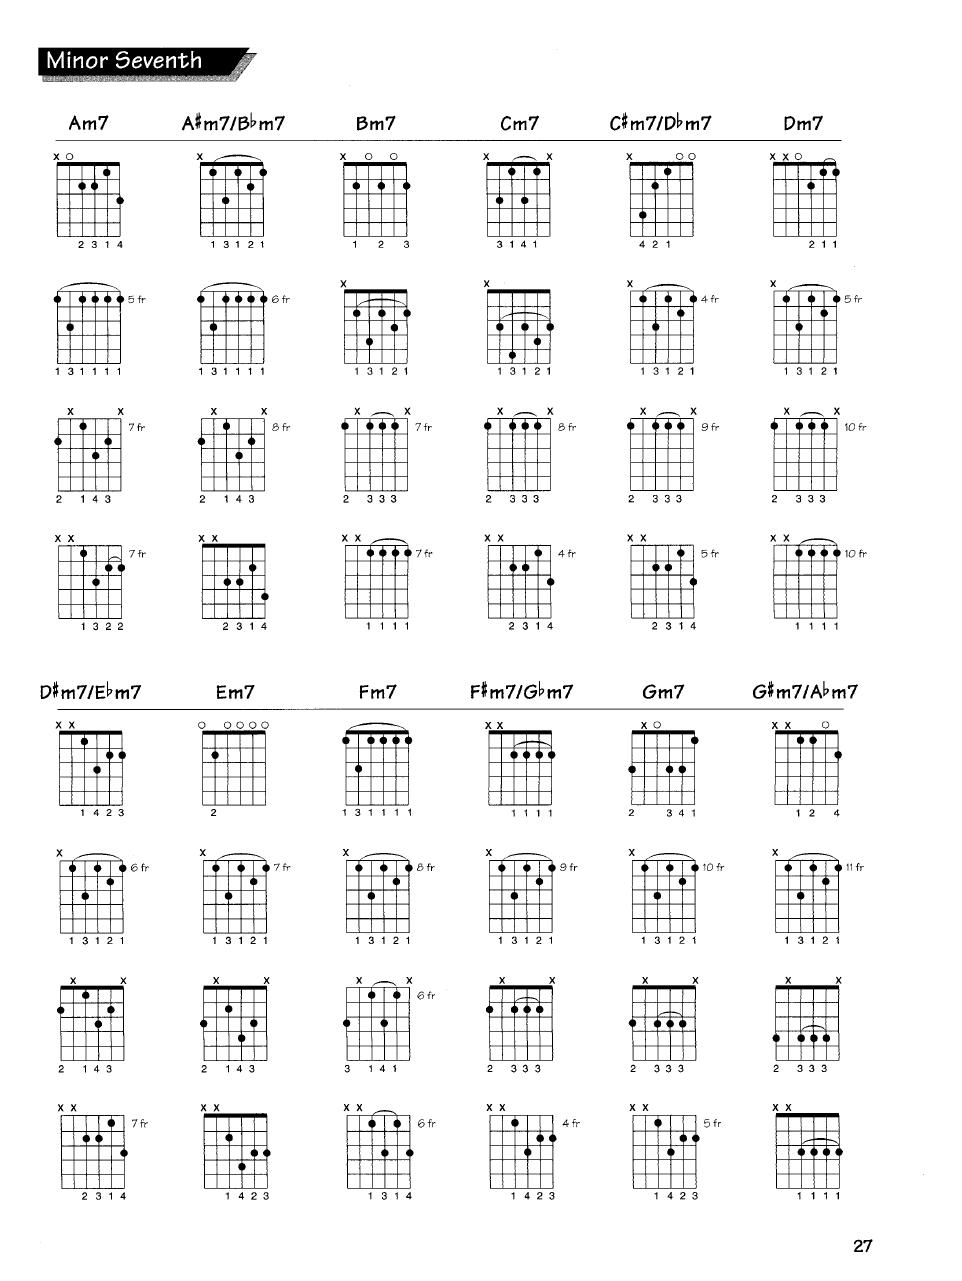 Minor Seventh
Am7 A♯m7/B♭m7 Bm7 Cm7 C♯m7/D♭m7 Dm7
x o x x o o x x x o o x x o
2 3 1 4 1 3 1 2 1 1 2 3 3 1 4 1 4 2 1 2 1 1
x x x x
5 fr 6 fr 4 fr 5 fr
1 3 1 1 1 1 1 3 1 1 1 1 1 3 1 2 1 1 3 1 2 1 1 3 1 2 1 1 3 1 2 1
x x x x x x x x x x x x
7 fr 8 fr 7 fr 8 fr 9 fr 10 fr
2 1 4 3 2 1 4 3 2 3 3 3 2 3 3 3 2 3 3 3 2 3 3 3
x x x x x x x x x x x x
7 fr 7 fr 4 fr 5 fr 10 fr
1 3 2 2 2 3 1 4 1 1 1 1 2 3 1 4 2 3 1 4 1 1 1 1
D♯m7/E♭m7 Em7 Fm7 F♯m7/G♭m7 Gm7 G♯m7/A♭m7
x x o o o o o x x x o x x o
1 4 2 3 2 1 3 1 1 1 1 1 1 1 1 2 3 4 1 1 2 4
x x x x x x
6 fr 7 fr 8 fr 9 fr 10 fr 11 fr
1 3 1 2 1 1 3 1 2 1 1 3 1 2 1 1 3 1 2 1 1 3 1 2 1 1 3 1 2 1
x x x x x x x x x x x x
6 fr
2 1 4 3 2 1 4 3 3 1 4 1 2 3 3 3 2 3 3 3 2 3 3 3
x x x x x x x x x x x x
7 fr 6 fr 4 fr 5 fr
2 3 1 4 1 4 2 3 1 3 1 4 1 4 2 3 1 4 2 3 1 1 1 1
27